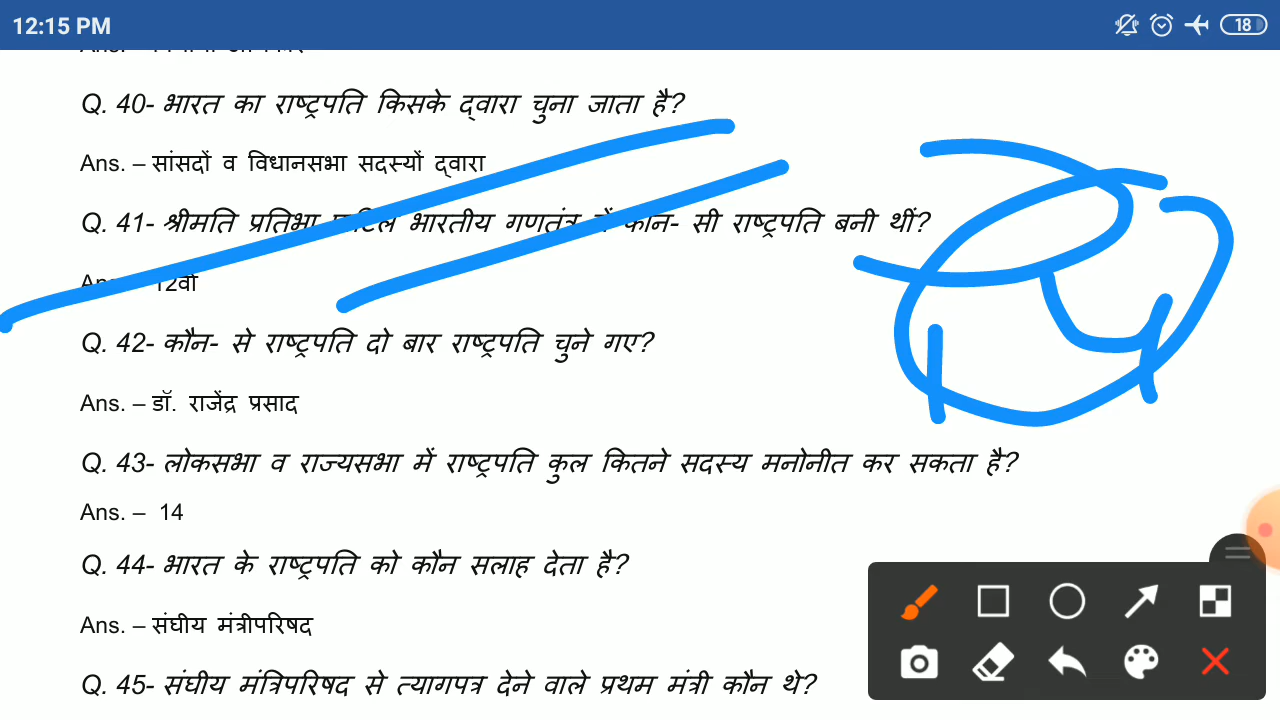 12:15 PM
18
Q. 40- भारत का राष्ट्रपति किसके द्वारा चुना जाता है?
Ans. – सांसदों व विधानसभा सदस्यों द्वारा
Q. 41- श्रीमति प्रतिभा पाटिल भारतीय गणतंत्र में कौन- सी राष्ट्रपति बनी थीं?
Ans. – 12वीं
Q. 42- कौन- से राष्ट्रपति दो बार राष्ट्रपति चुने गए?
Ans. – डॉ. राजेंद्र प्रसाद
Q. 43- लोकसभा व राज्यसभा में राष्ट्रपति कुल कितने सदस्य मनोनीत कर सकता है?
Ans. – 14
Q. 44- भारत के राष्ट्रपति को कौन सलाह देता है?
Ans. – संघीय मंत्रीपरिषद
Q. 45- संघीय मंत्रिपरिषद से त्यागपत्र देने वाले प्रथम मंत्री कौन थे?